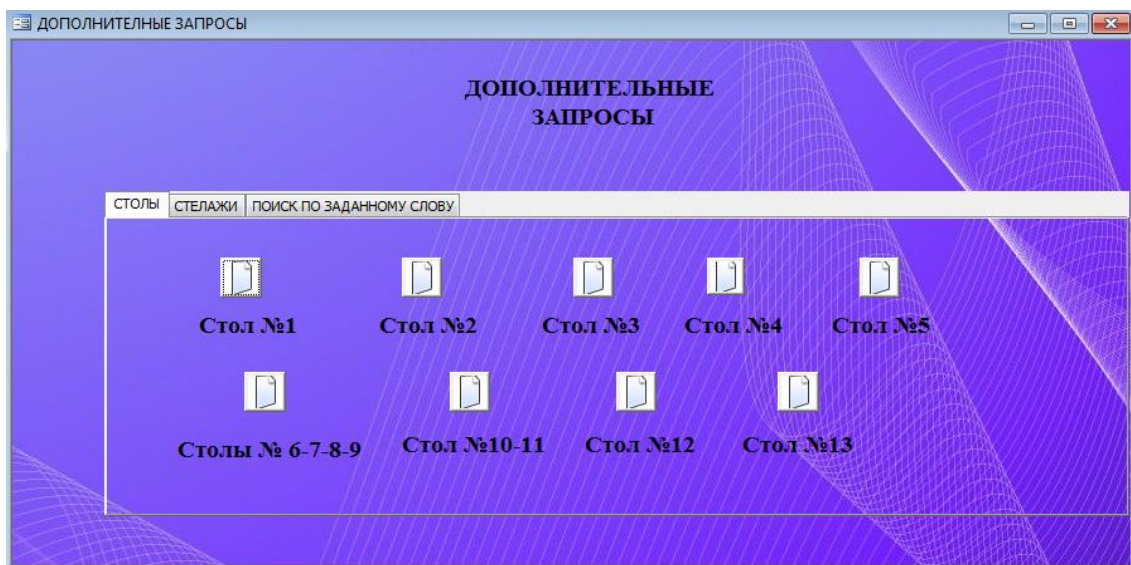 ДОПОЛНИТЕЛНЫЕ ЗАПРОСЫ
ДОПОЛНИТЕЛЬНЫЕ
ЗАПРОСЫ
СТОЛЫ СТЕЛАЖИ ПОИСК ПО ЗАДАННОМУ СЛОВУ
Стол №1 Стол №2 Стол №3 Стол №4 Стол №5
Столы № 6-7-8-9 Стол №10-11 Стол №12 Стол №13